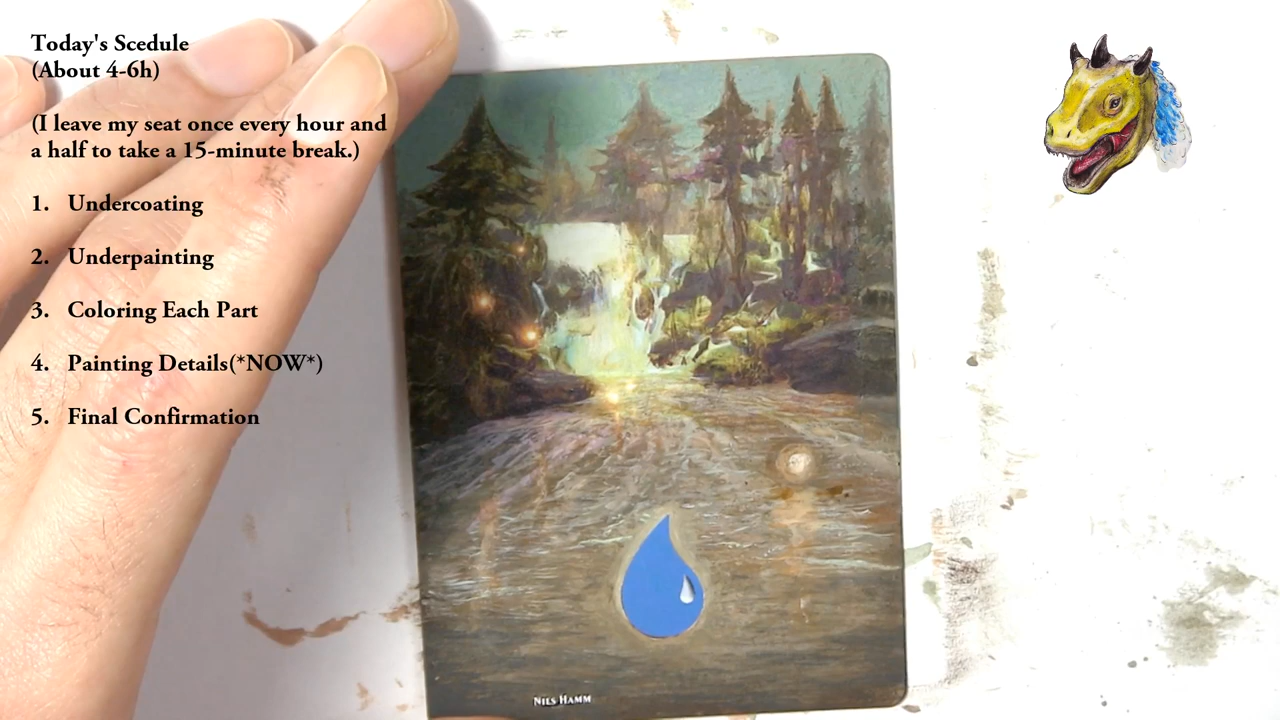 Today's Scedule
(About 4-6h)
(I leave my seat once every hour and
a half to take a 15-minute break.)
1. Undercoating
2. Underpainting
3. Coloring Each Part
4. Painting Details(*NOW*)
5. Final Confirmation
Nils Hamm